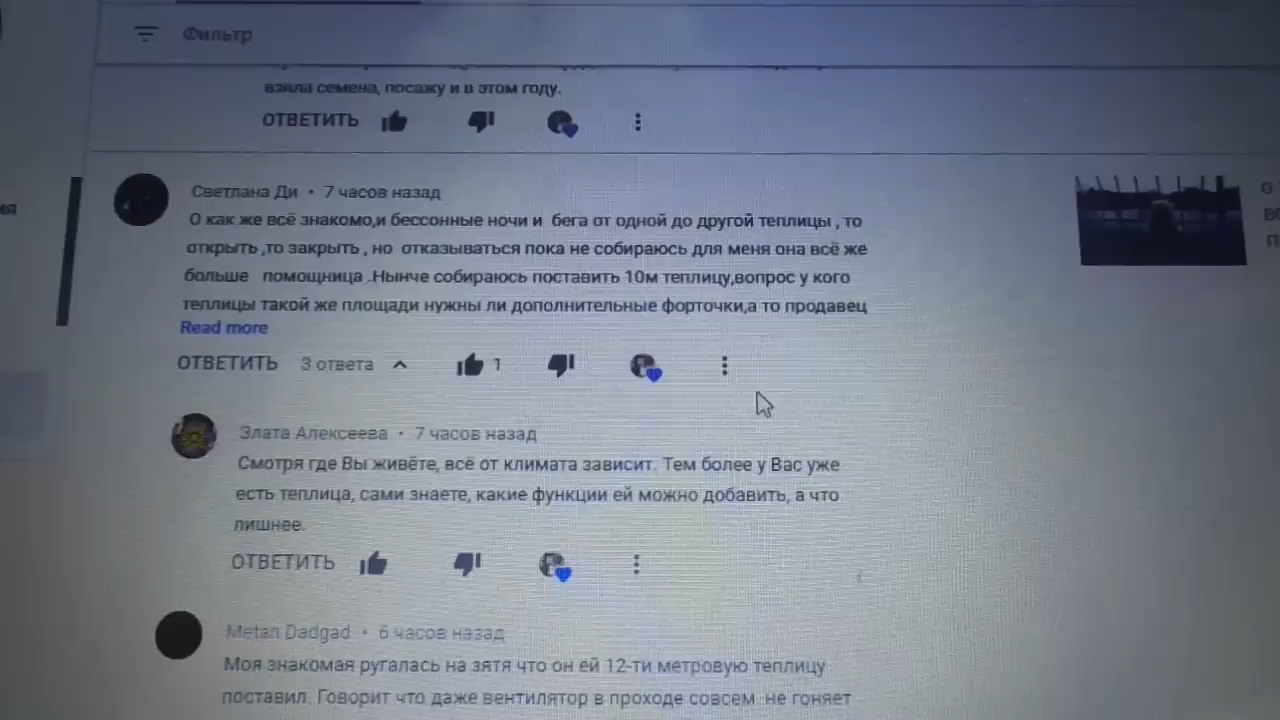 Фильтр
взяла семена, посажу и в этом году.
ОТВЕТИТЬ
Светлана Ди • 7 часов назад
О как же всё знакомо,и бессонные ночи и бега от одной до другой теплицы , то
открыть ,то закрыть , но отказываться пока не собираюсь для меня она всё же
больше помощница .Нынче собираюсь поставить 10м теплицу,вопрос у кого
теплицы такой же площади нужны ли дополнительные форточки,а то продавец
Read more
ОТВЕТИТЬ 3 ответа 1
Злата Алексеева • 7 часов назад
Смотря где Вы живёте, всё от климата зависит. Тем более у Вас уже
есть теплица, сами знаете, какие функции ей можно добавить, а что
лишнее.
ОТВЕТИТЬ
Metan Dadgad • 6 часов назад
Моя знакомая ругалась на зятя что он ей 12-ти метровую теплицу
поставил. Говорит что даже вентилятор в проходе совсем не гоняет